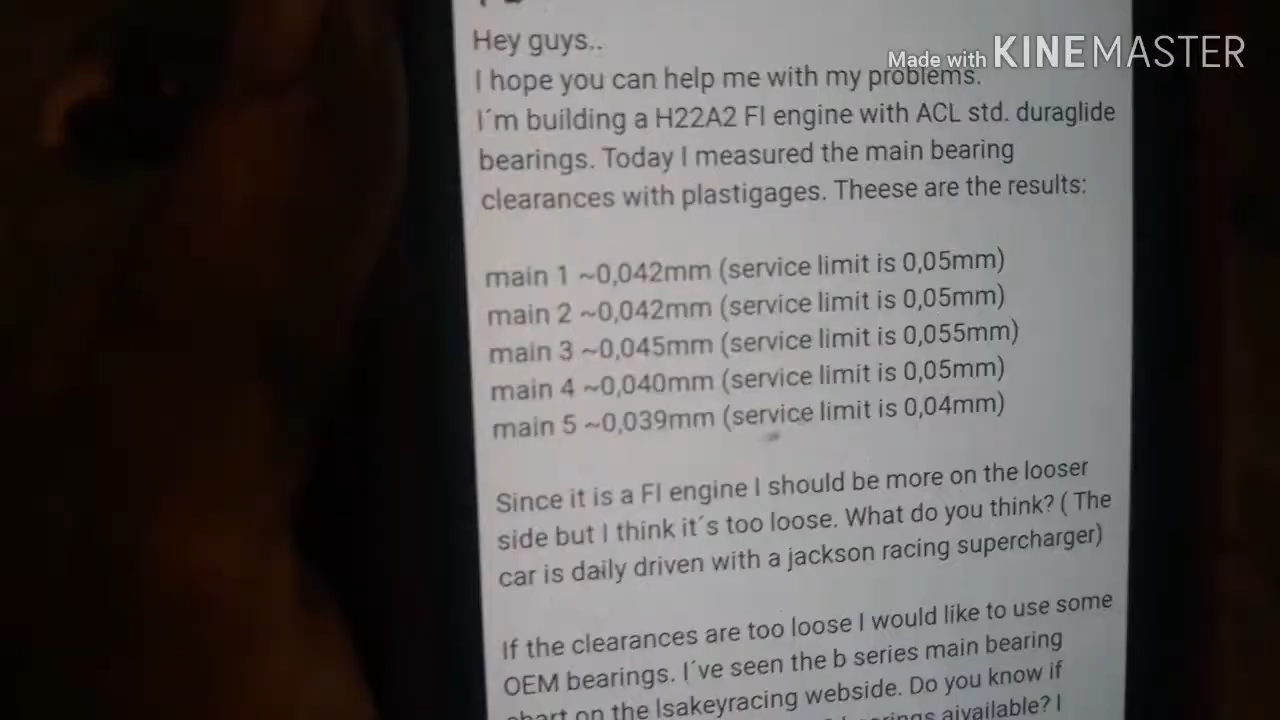 Made with KINEMASTER
Hey guys..
I hope you can help me with my problems.
I´m building a H22A2 FI engine with ACL std. duraglide
bearings. Today I measured the main bearing
clearances with plastigages. Theese are the results:
main 1 ~0,042mm (service limit is 0,05mm)
main 2 ~0,042mm (service limit is 0,05mm)
main 3 ~0,045mm (service limit is 0,055mm)
main 4 ~0,040mm (service limit is 0,05mm)
main 5 ~0,039mm (service limit is 0,04mm)
Since it is a FI engine I should be more on the looser
side but I think it´s too loose. What do you think? ( The
car is daily driven with a jackson racing supercharger)
If the clearances are too loose I would like to use some
OEM bearings. I´ve seen the b series main bearing
chart on the lsakeyracing webside. Do you know if
bearings aivailable? I